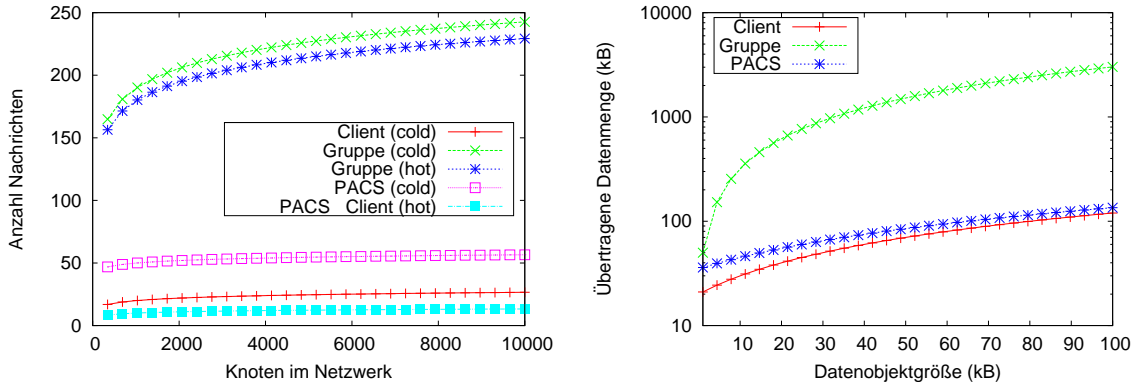 250
200
150
100
50
0
Anzahl Nachrichten
0 2000 4000 6000 8000 10000
Knoten im Netzwerk
Client (cold)
Gruppe (cold)
Gruppe (hot)
PACS (cold)
PACS Client (hot)
10000
1000
100
10
Übertragene Datenmenge (kB)
10 20 30 40 50 60 70 80 90 100
Datenobjektgröße (kB)
Client
Gruppe
PACS